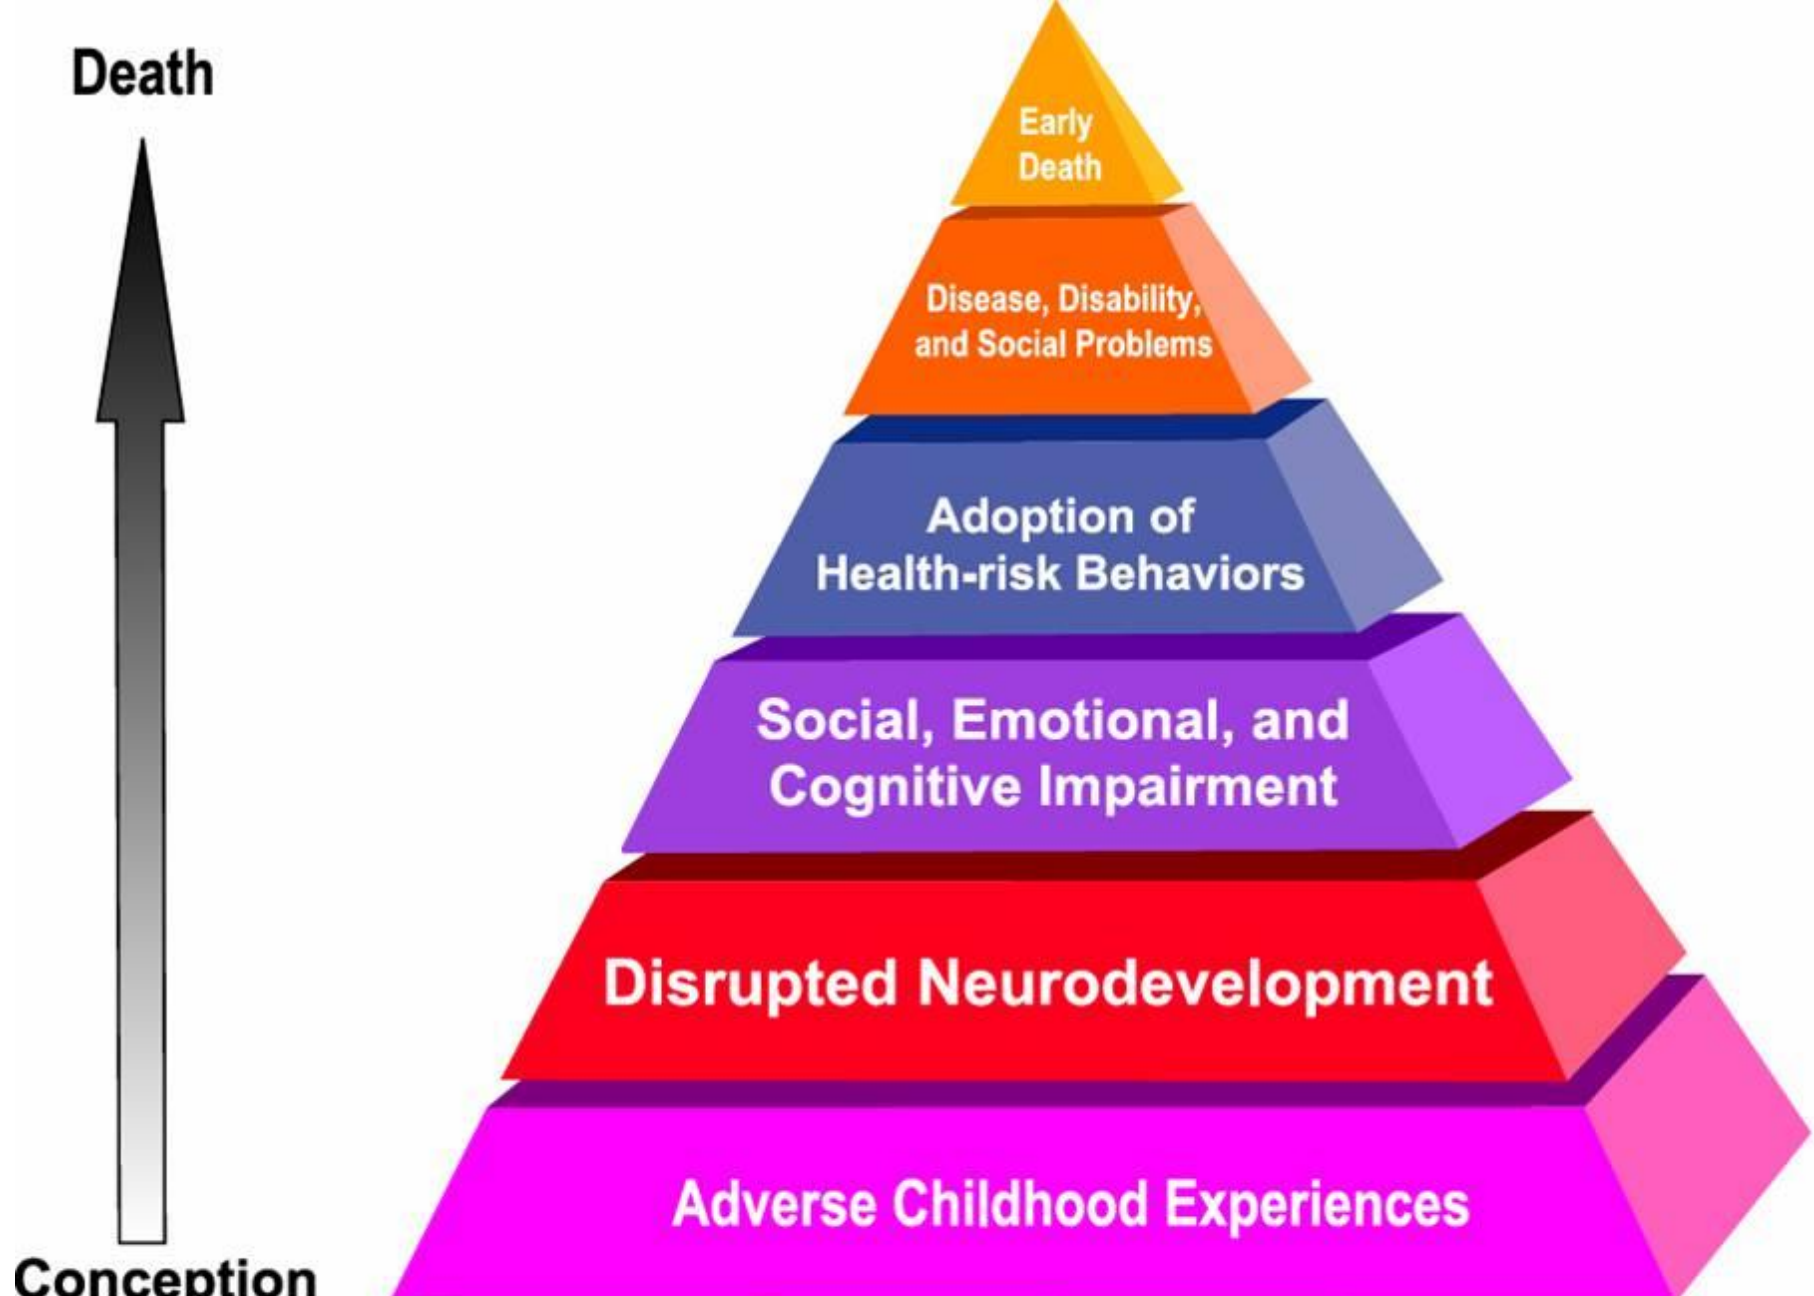 Death
Early
Death
Disease, Disability,
and Social Problems
Adoption of
Health-risk Behaviors
Social, Emotional, and
Cognitive Impairment
Disrupted Neurodevelopment
Adverse Childhood Experiences
Conception